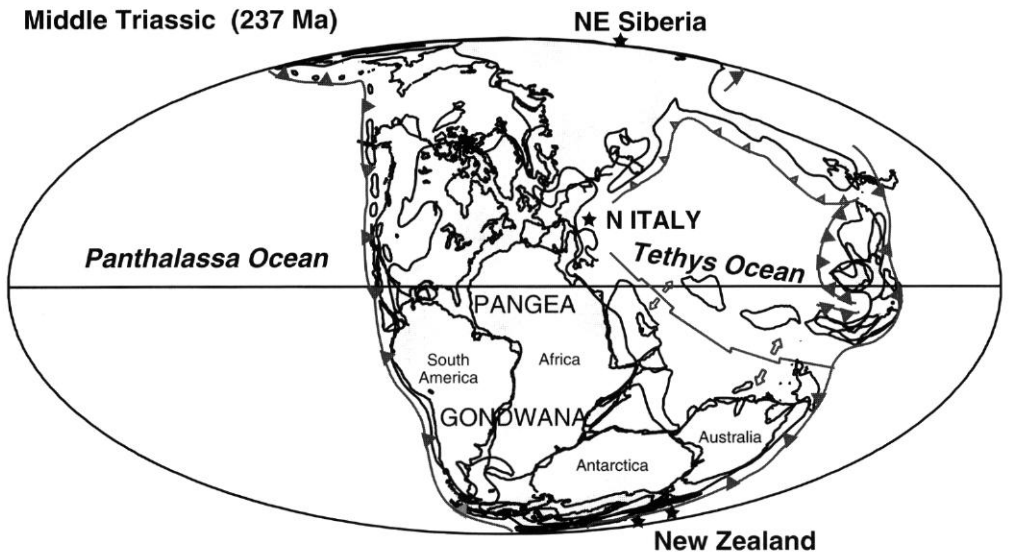 Middle Triassic (237 Ma)
NE Siberia
N ITALY
Panthalassa Ocean
Tethys Ocean
PANGEA
South
America
Africa
GONDWANA
Australia
Antarctica
New Zealand